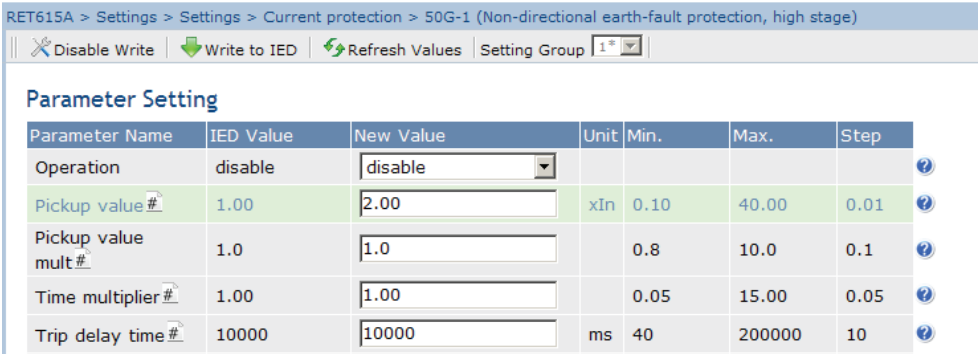 RET615A > Settings > Settings > Current protection > 50G-1 (Non-directional earth-fault protection, high stage)
Disable Write Write to IED Refresh Values Setting Group 1*
Parameter Setting
Parameter Name IED Value New Value Unit Min. Max. Step
Operation disable disable ?
Pickup value # 1.00 2.00 xIn 0.10 40.00 0.01 ?
Pickup value
mult # 1.0 1.0 0.8 10.0 0.1 ?
Time multiplier # 1.00 1.00 0.05 15.00 0.05 ?
Trip delay time # 10000 10000 ms 40 200000 10 ?